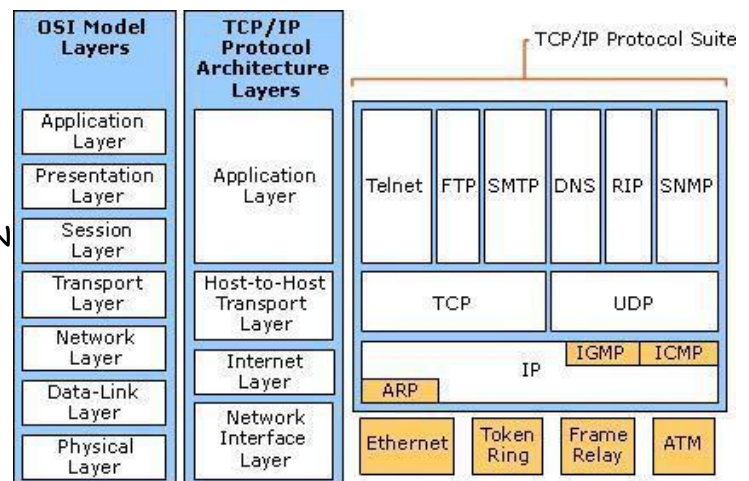 OSI Model
Layers
Application
Layer
Presentation
Layer
Session
Layer
Transport
Layer
Network
Layer
Data-Link
Layer
Physical
Layer
TCP/IP
Protocol
Architecture
Layers
Application
Layer
Host-to-Host
Transport
Layer
Internet
Layer
Network
Interface
Layer
TCP/IP Protocol Suite
Telnet FTP SMTP DNS RIP SNMP
TCP UDP
IP IGMP ICMP
ARP
Ethernet
Token
Ring
Frame
Relay
ATM